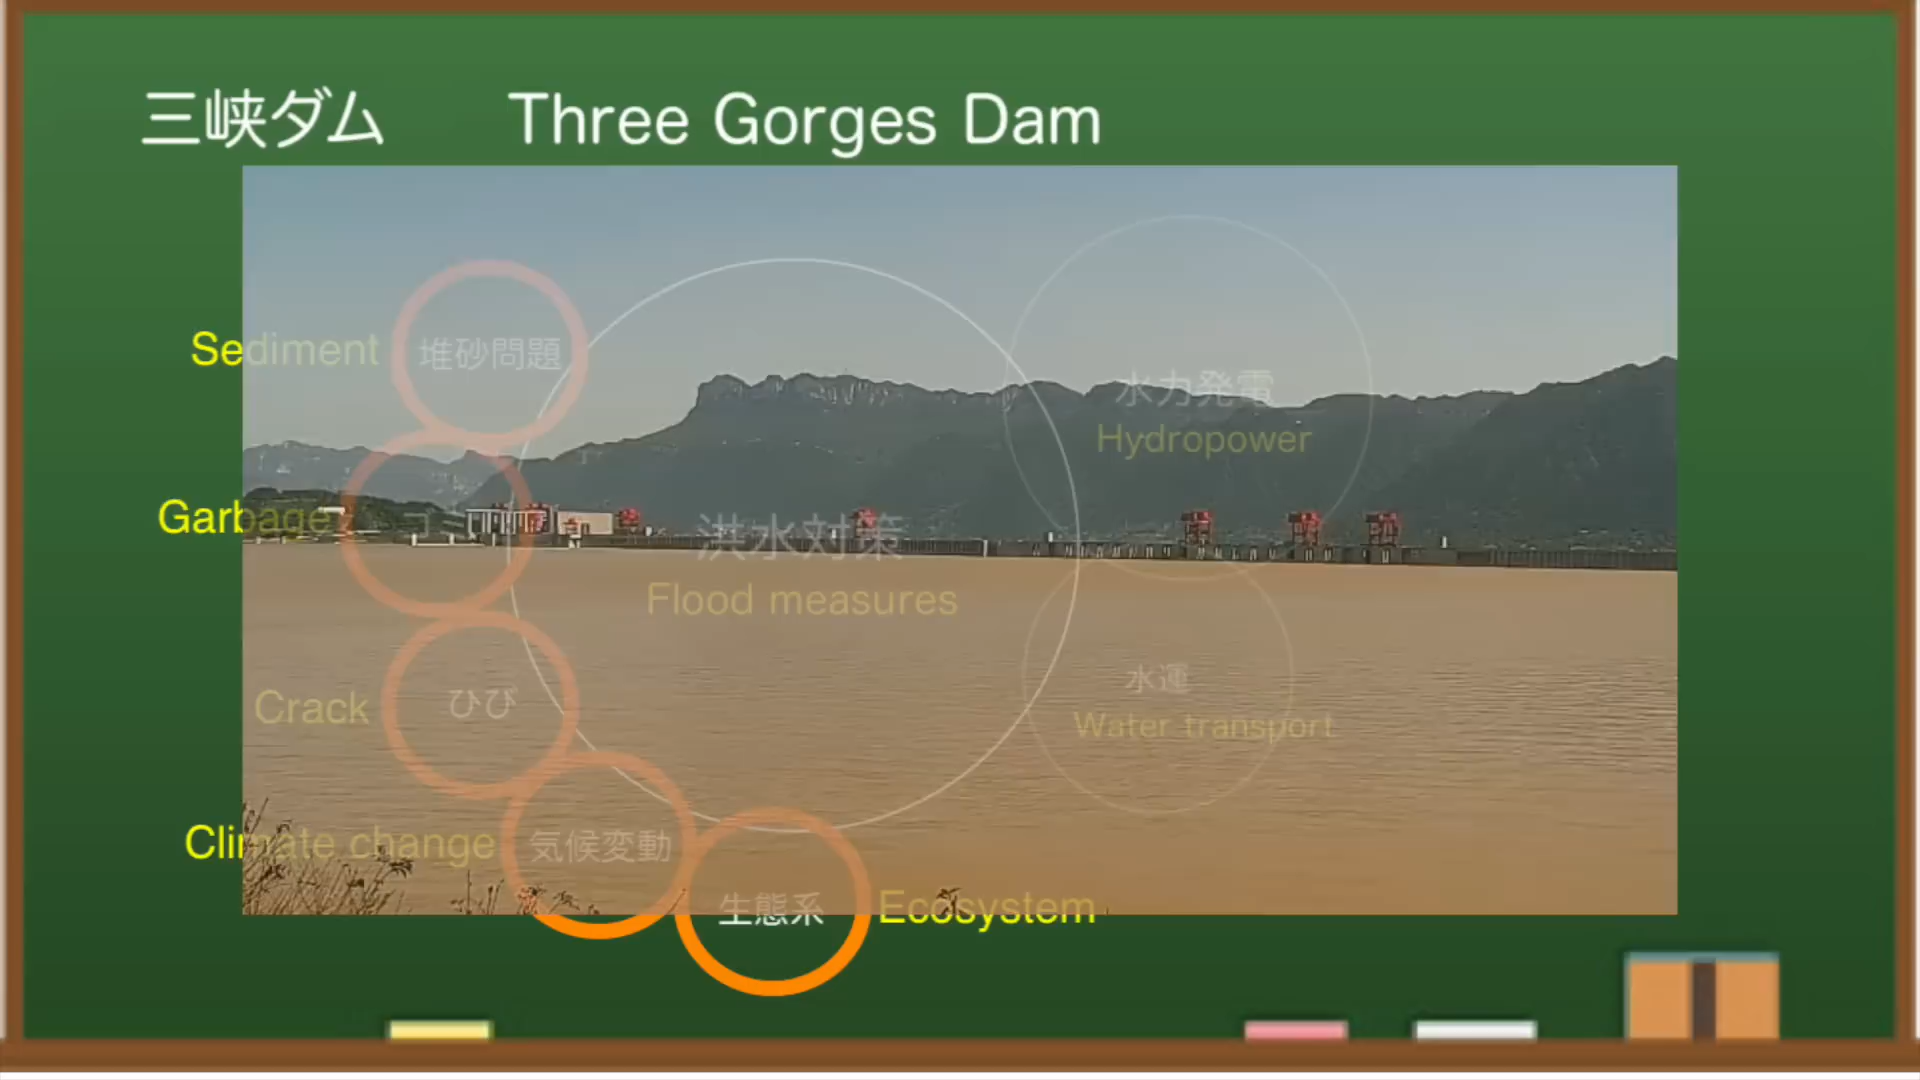 三峡ダム Three Gorges Dam
Sediment 堆砂問題
水力発電
Hydropower
Garbage ゴミ
洪水対策
Flood measures
Crack ひび
水運
Water transport
Climate change 気候変動
生態系 Ecosystem